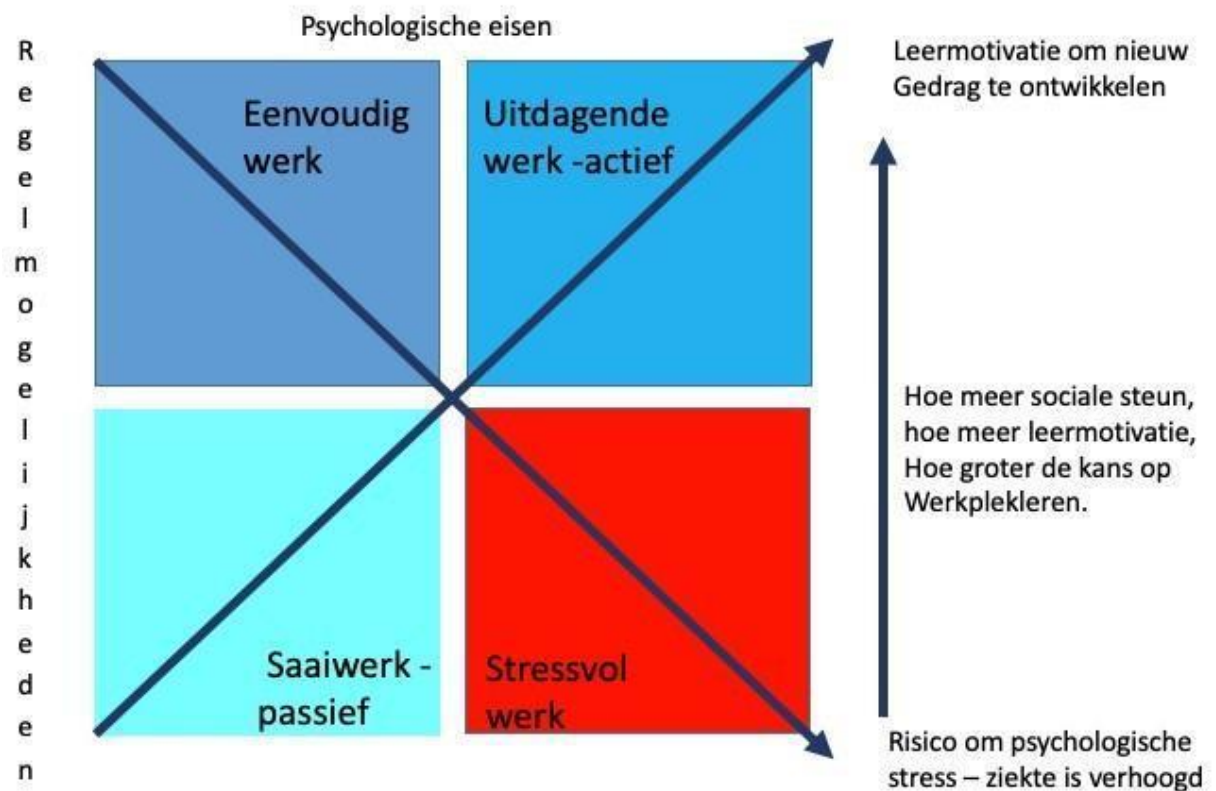 Psychologische eisen
Regelmogelijkheden
Eenvoudig
werk
Uitdagende
werk -actief
Saaiwerk -
passief
Stressvol
werk
Leermotivatie om nieuw
Gedrag te ontwikkelen
Hoe meer sociale steun,
hoe meer leermotivatie,
Hoe groter de kans op
Werkplekleren.
Risico om psychologische
stress – ziekte is verhoogd